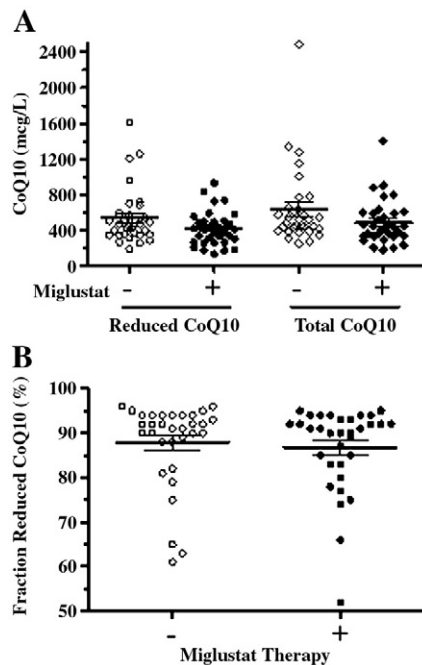 A
CoQ10 (mcg/L)
2400
2000
1600
1200
800
400
0
Miglustat - + - +
Reduced CoQ10 Total CoQ10
B
Fraction Reduced CoQ10 (%)
100
90
80
70
60
50
- +
Miglustat Therapy